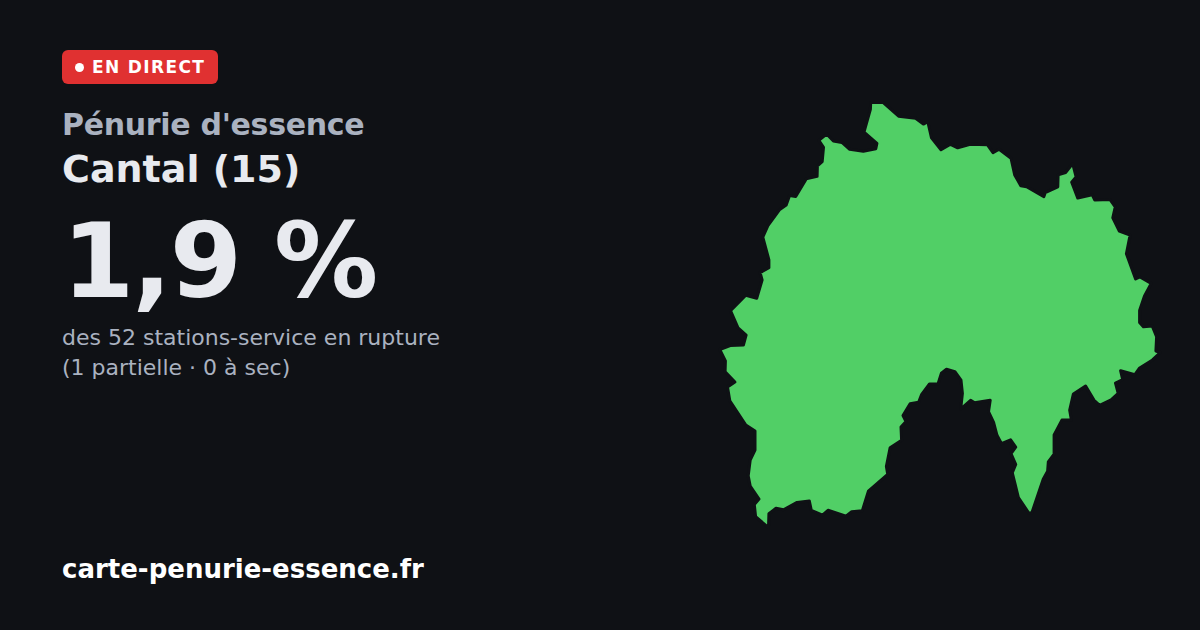 EN DIRECT
Pénurie d'essence
Cantal (15)
1,9 %
des 52 stations-service en rupture
(1 partielle · 0 à sec)
carte-penurie-essence.fr